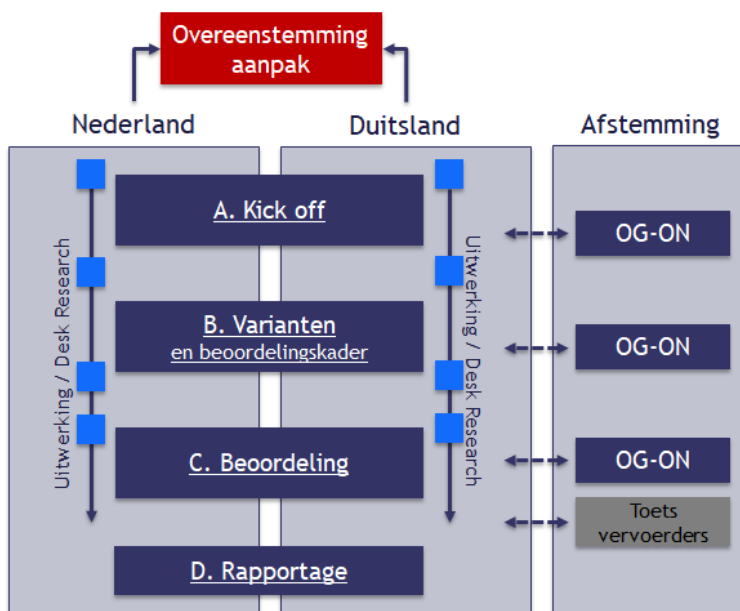 Overeenstemming
aanpak
Nederland
Duitsland
Afstemming
A. Kick off
OG-ON
Uitwerking / Desk Research
Uitwerking / Desk Research
B. Varianten
en beoordelingskader
OG-ON
C. Beoordeling
OG-ON
Toets
vervoerders
D. Rapportage